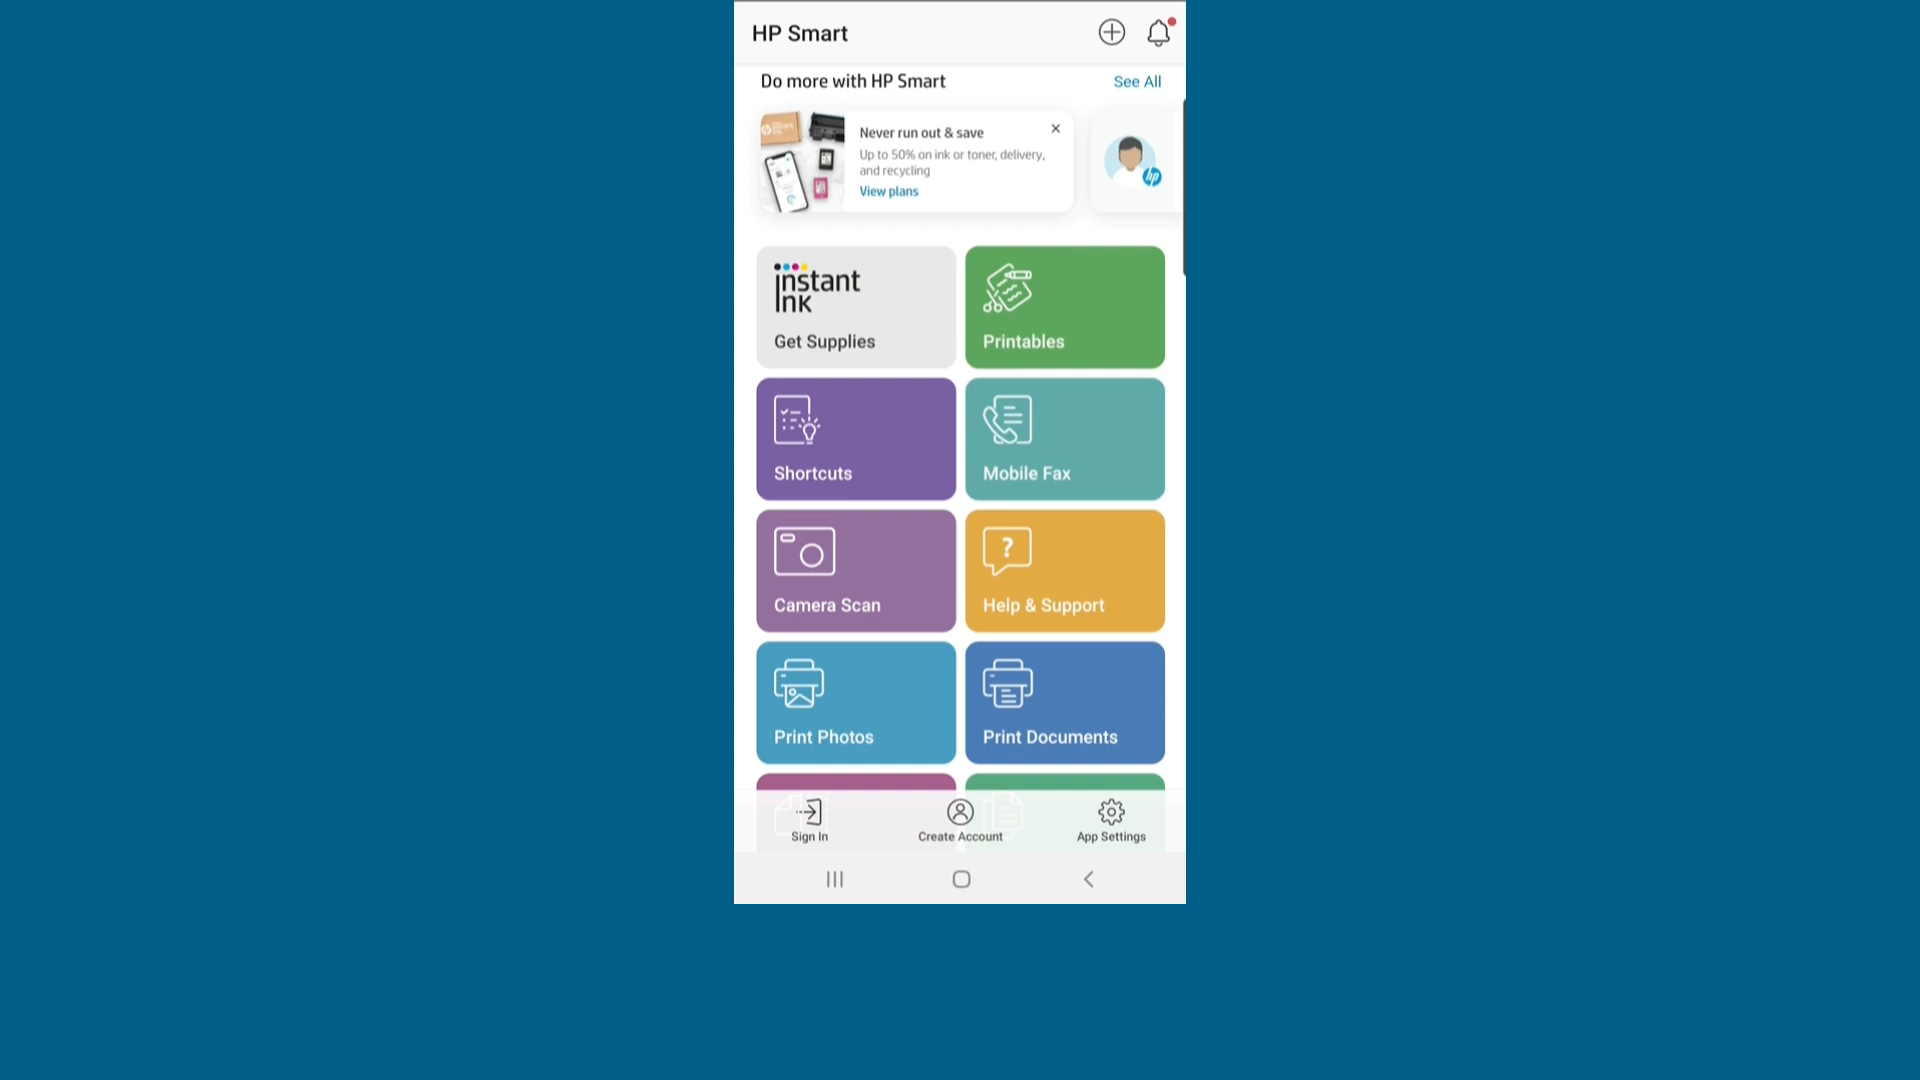 HP Smart
Do more with HP Smart
See All
Never run out & save
Up to 50% on ink or toner, delivery,
and recycling
View plans
hp
instant
ink
Get Supplies
Printables
Shortcuts
Mobile Fax
Camera Scan
?
Help & Support
Print Photos
Print Documents
Sign In
Create Account
App Settings